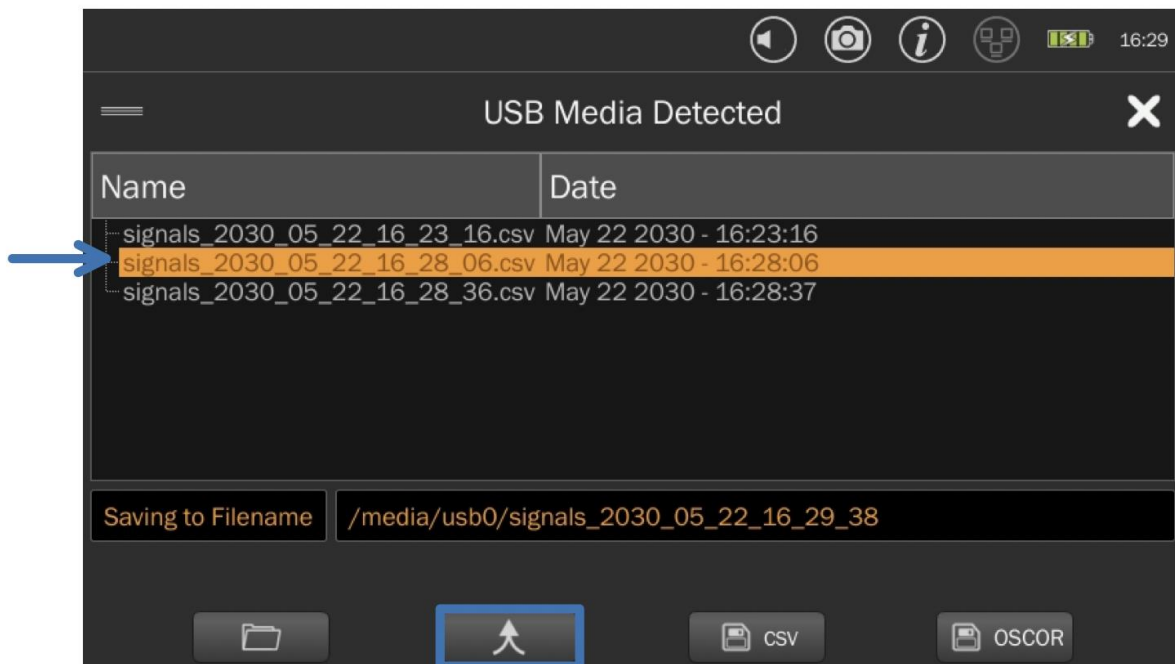 16:29
USB Media Detected
Name Date
signals_2030_05_22_16_23_16.csv May 22 2030 - 16:23:16
signals_2030_05_22_16_28_06.csv May 22 2030 - 16:28:06
signals_2030_05_22_16_28_36.csv May 22 2030 - 16:28:37
Saving to Filename /media/usb0/signals_2030_05_22_16_29_38
CSV OSCOR